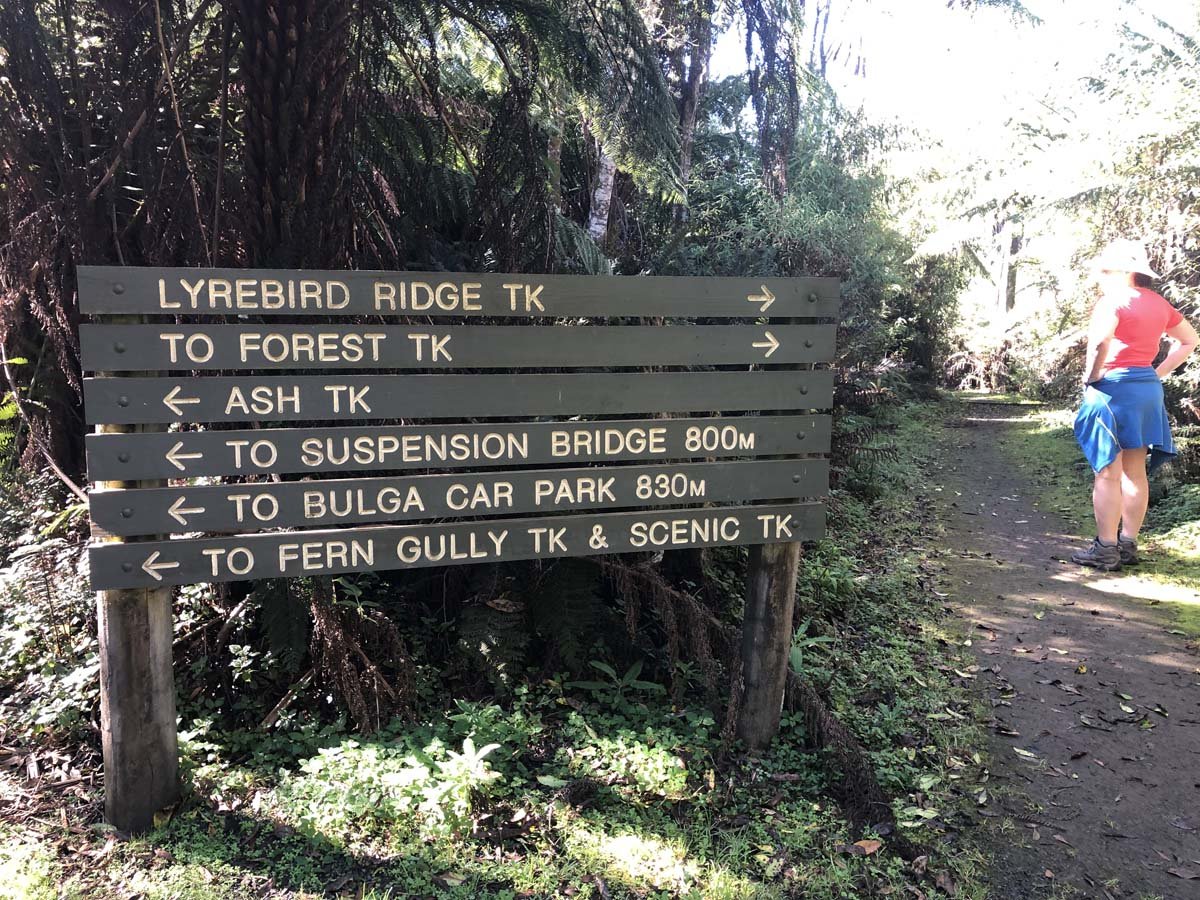 LYREBIRD RIDGE TK →
TO FOREST TK →
← ASH TK
← TO SUSPENSION BRIDGE 800M
← TO BULGA CAR PARK 830M
← TO FERN GULLY TK & SCENIC TK